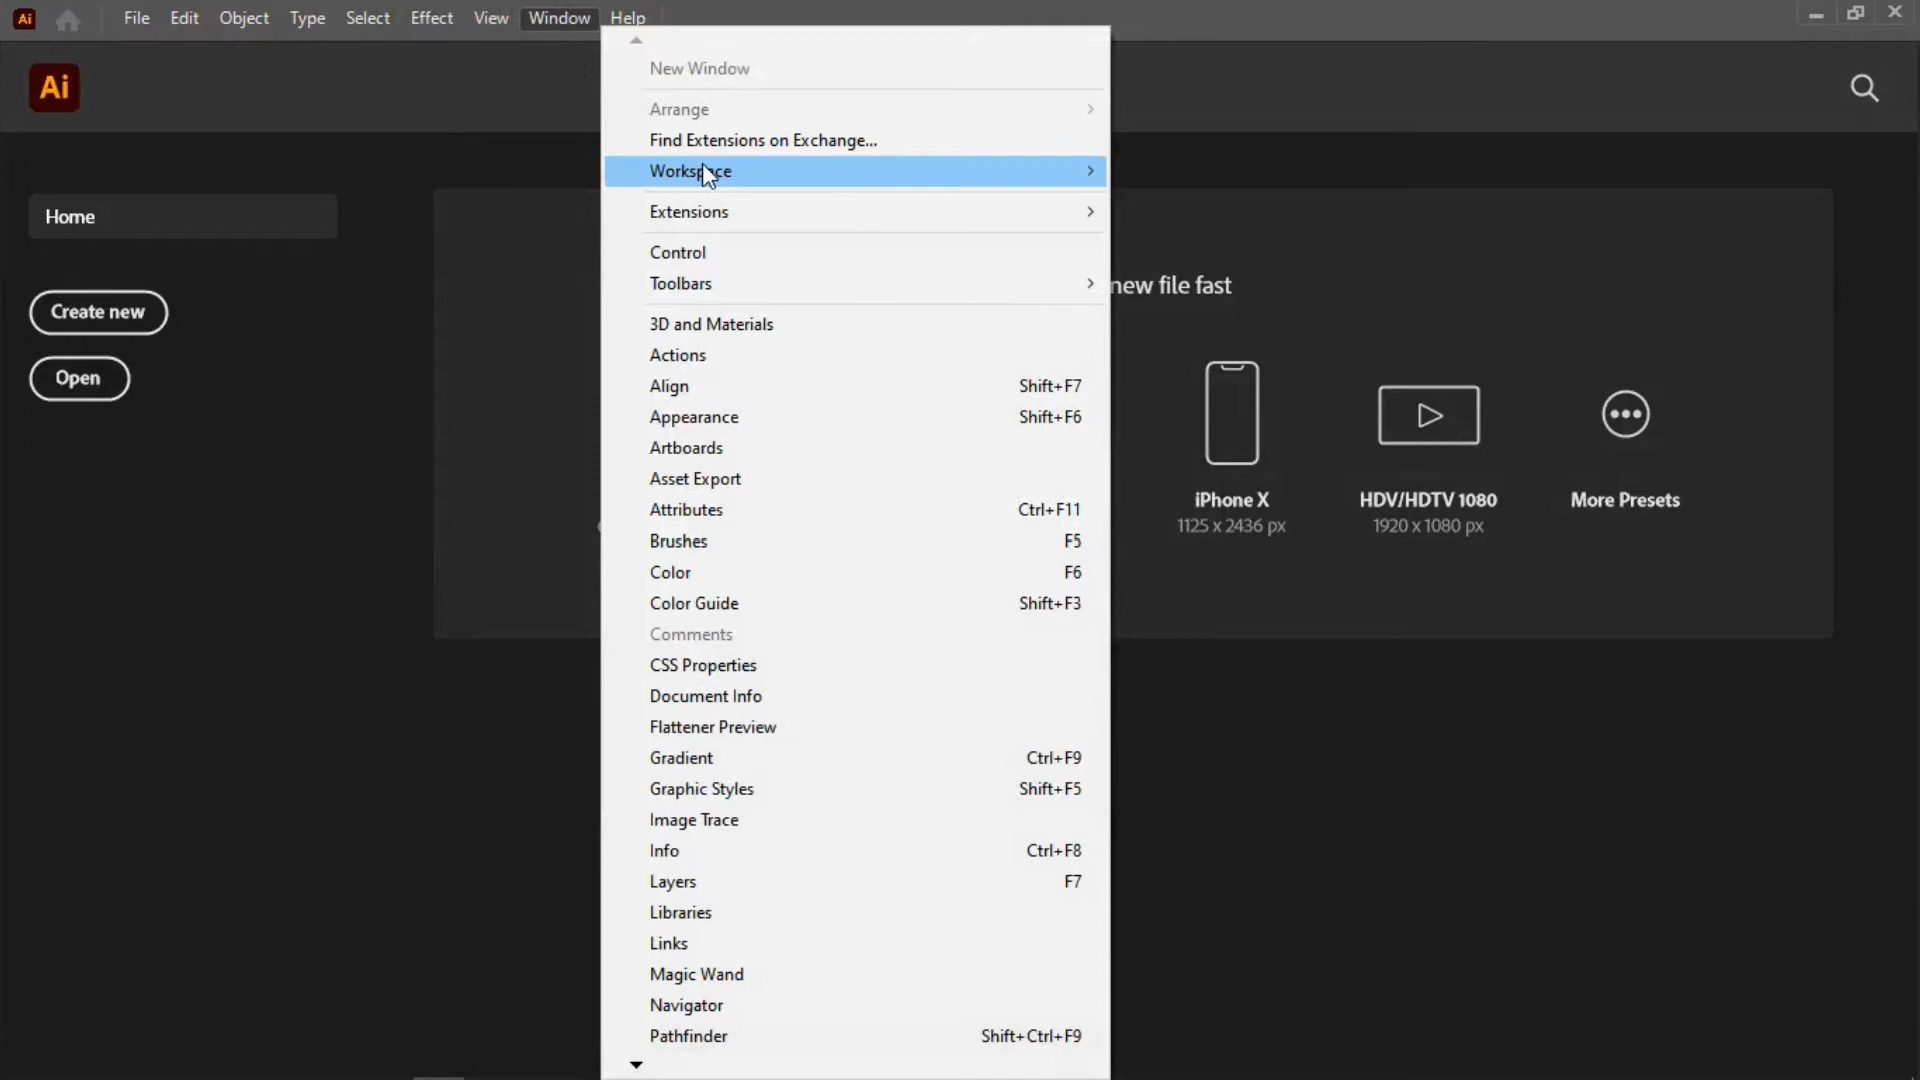 Ai File Edit Object Type Select Effect View Window Help
Ai
New Window
Arrange
Find Extensions on Exchange...
Workspace
Extensions
Control
Toolbars
3D and Materials
Actions
Align Shift+F7
Appearance Shift+F6
Artboards
Asset Export
Attributes Ctrl+F11
Brushes F5
Color F6
Color Guide Shift+F3
Comments
CSS Properties
Document Info
Flattener Preview
Gradient Ctrl+F9
Graphic Styles Shift+F5
Image Trace
Info Ctrl+F8
Layers F7
Libraries
Links
Magic Wand
Navigator
Pathfinder Shift+Ctrl+F9
Home
Create new
Open
new file fast
iPhone X
1125 x 2436 px
HDV/HDTV 1080
1920 x 1080 px
More Presets